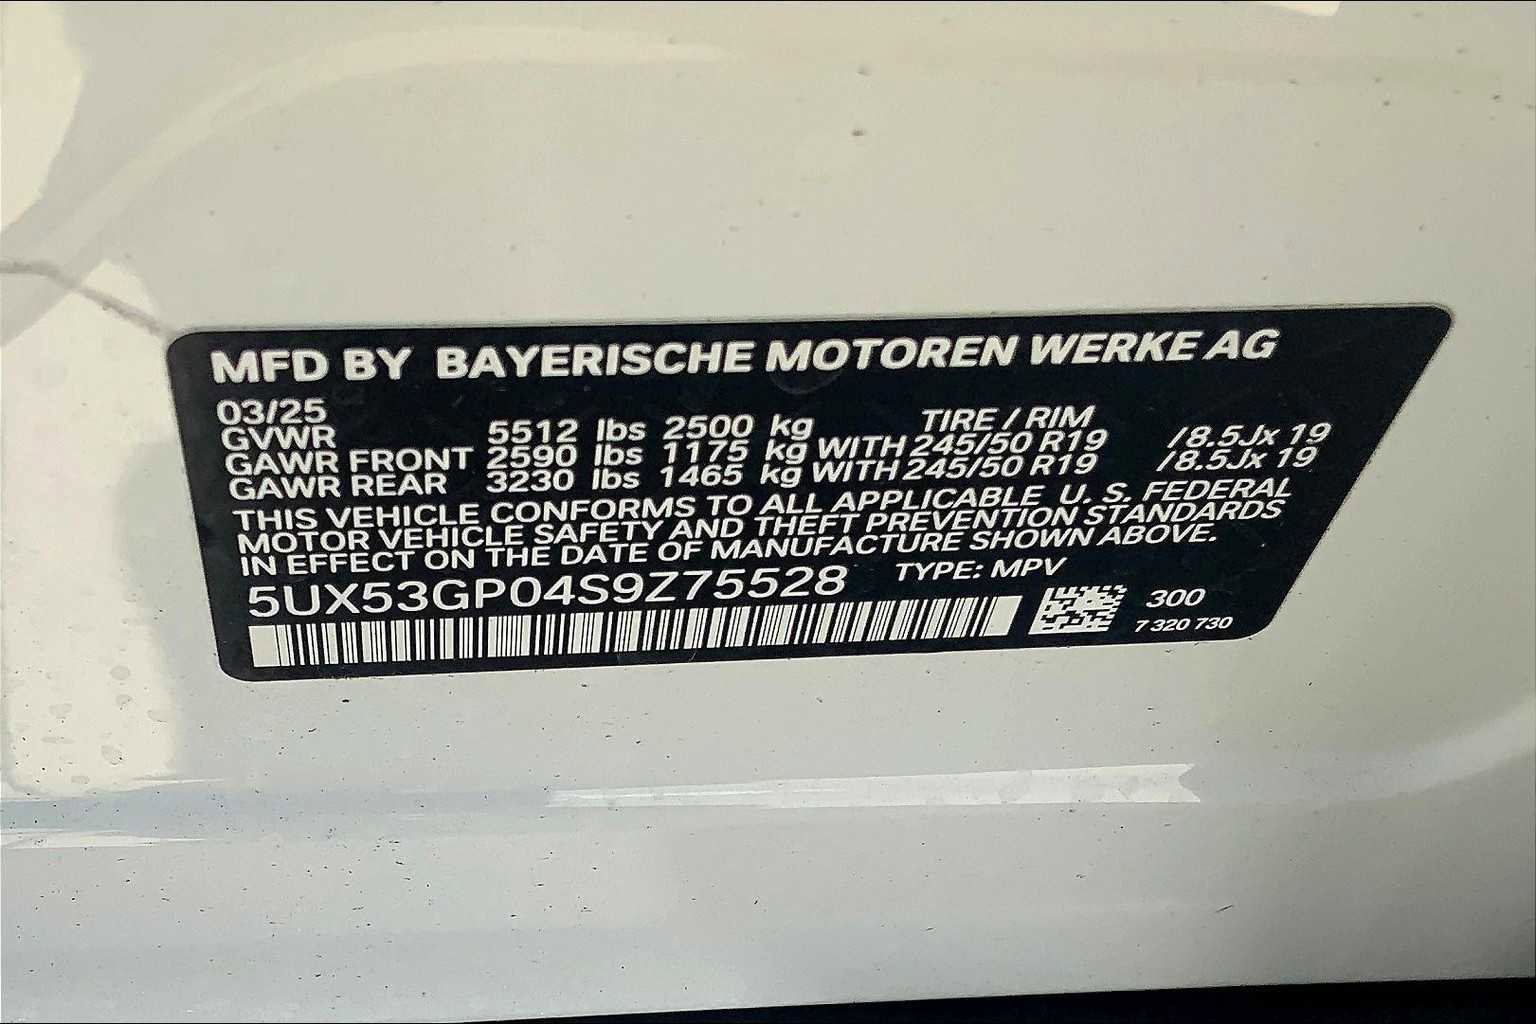 MFD BY BAYERISCHE MOTOREN WERKE AG
03/25 TIRE / RIM
GVWR 5512 lbs 2500 kg
GAWR FRONT 2590 lbs 1175 kg WITH 245/50 R19 /8.5Jx 19
GAWR REAR 3230 lbs 1465 kg WITH 245/50 R19 /8.5Jx 19
THIS VEHICLE CONFORMS TO ALL APPLICABLE U. S. FEDERAL
MOTOR VEHICLE SAFETY AND THEFT PREVENTION STANDARDS
IN EFFECT ON THE DATE OF MANUFACTURE SHOWN ABOVE.
5UX53GP04S9Z75528 TYPE: MPV
300
7 320 730